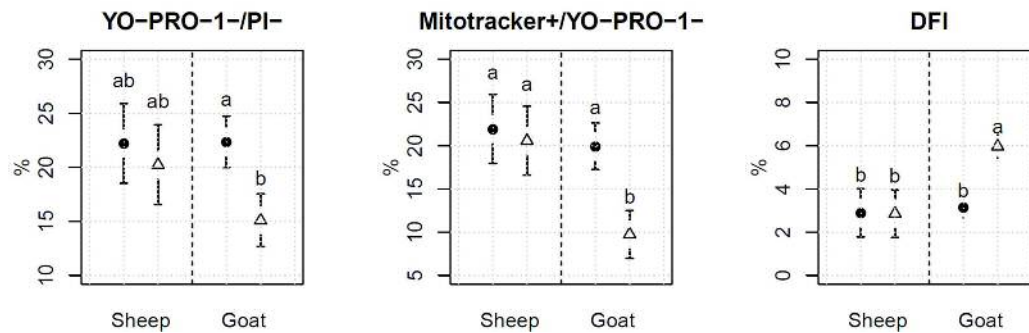 YO−PRO−1−/PI− Mitotracker+/YO−PRO−1− DFI
30 30 10
ab ab a a a a
25 25 8
20 20 6
% % %
b b b b b
15 15 4
10 10 2
5 0
Sheep Goat Sheep Goat Sheep Goat